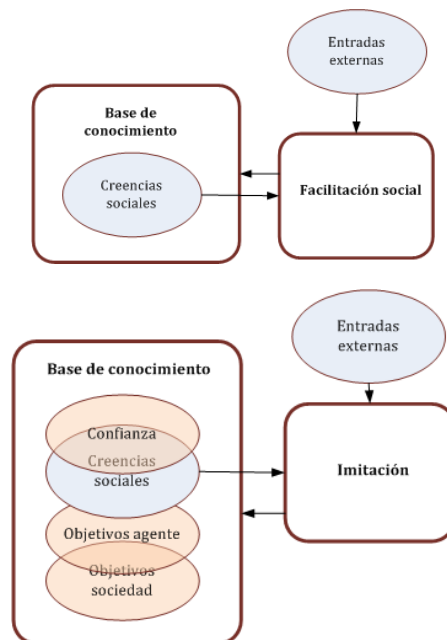 Entradas
externas
Base de
conocimiento
Creencias
sociales
Facilitación social
Entradas
externas
Base de conocimiento
Confianza
Creencias
sociales
Imitación
Objetivos agente
Objetivos
sociedad